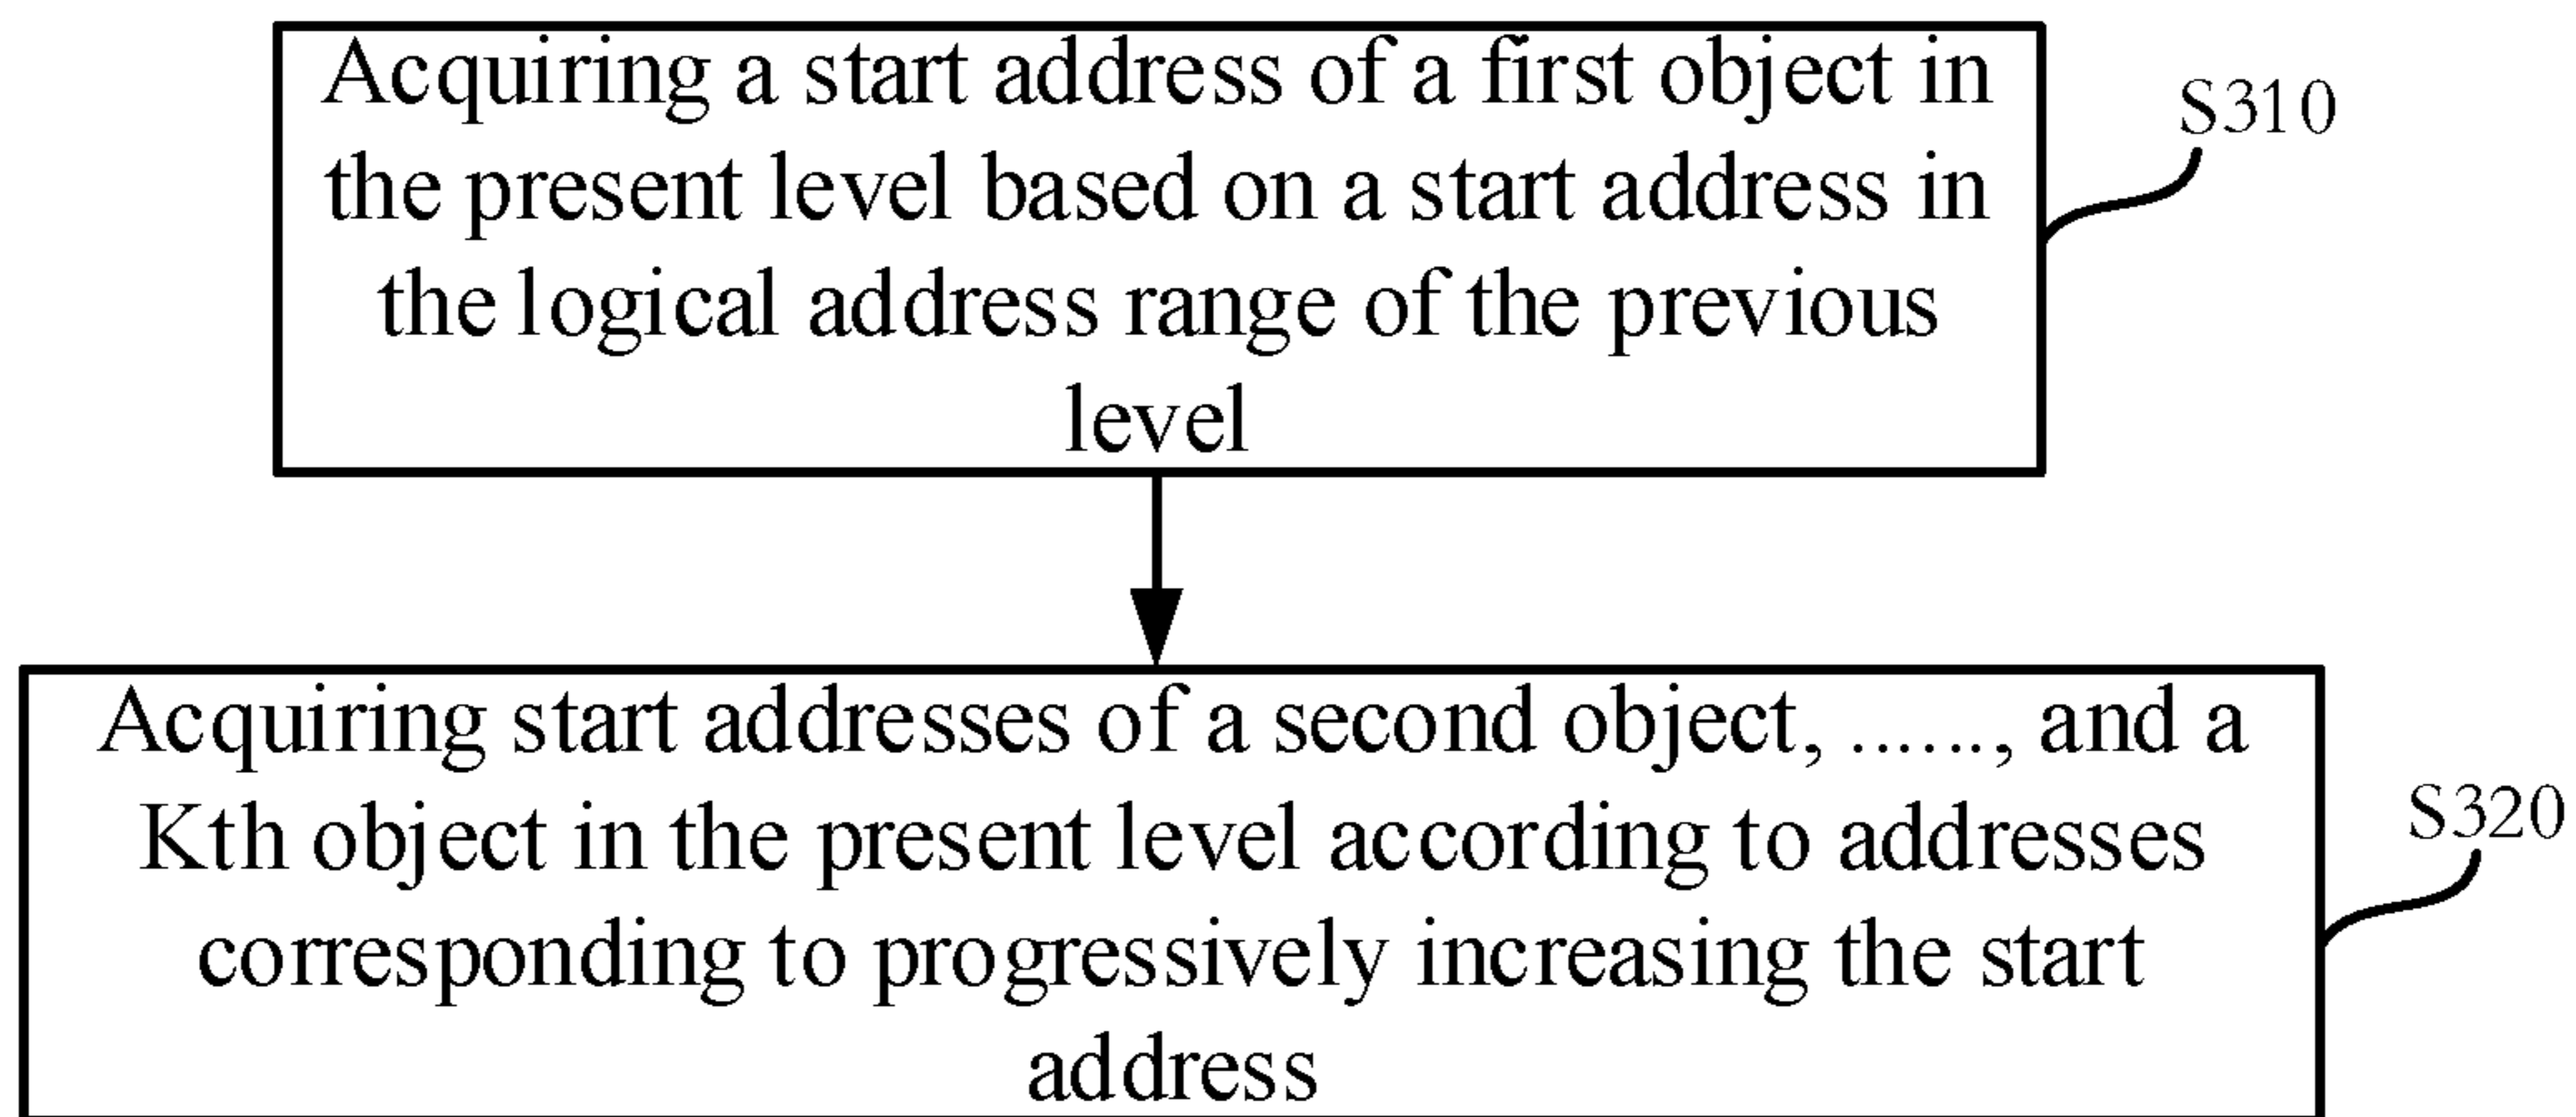 Acquiring a start address of a first object in
the present level based on a start address in
the logical address range of the previous
level
S310
Acquiring start addresses of a second object, ......, and a
Kth object in the present level according to addresses
corresponding to progressively increasing the start
address
S320